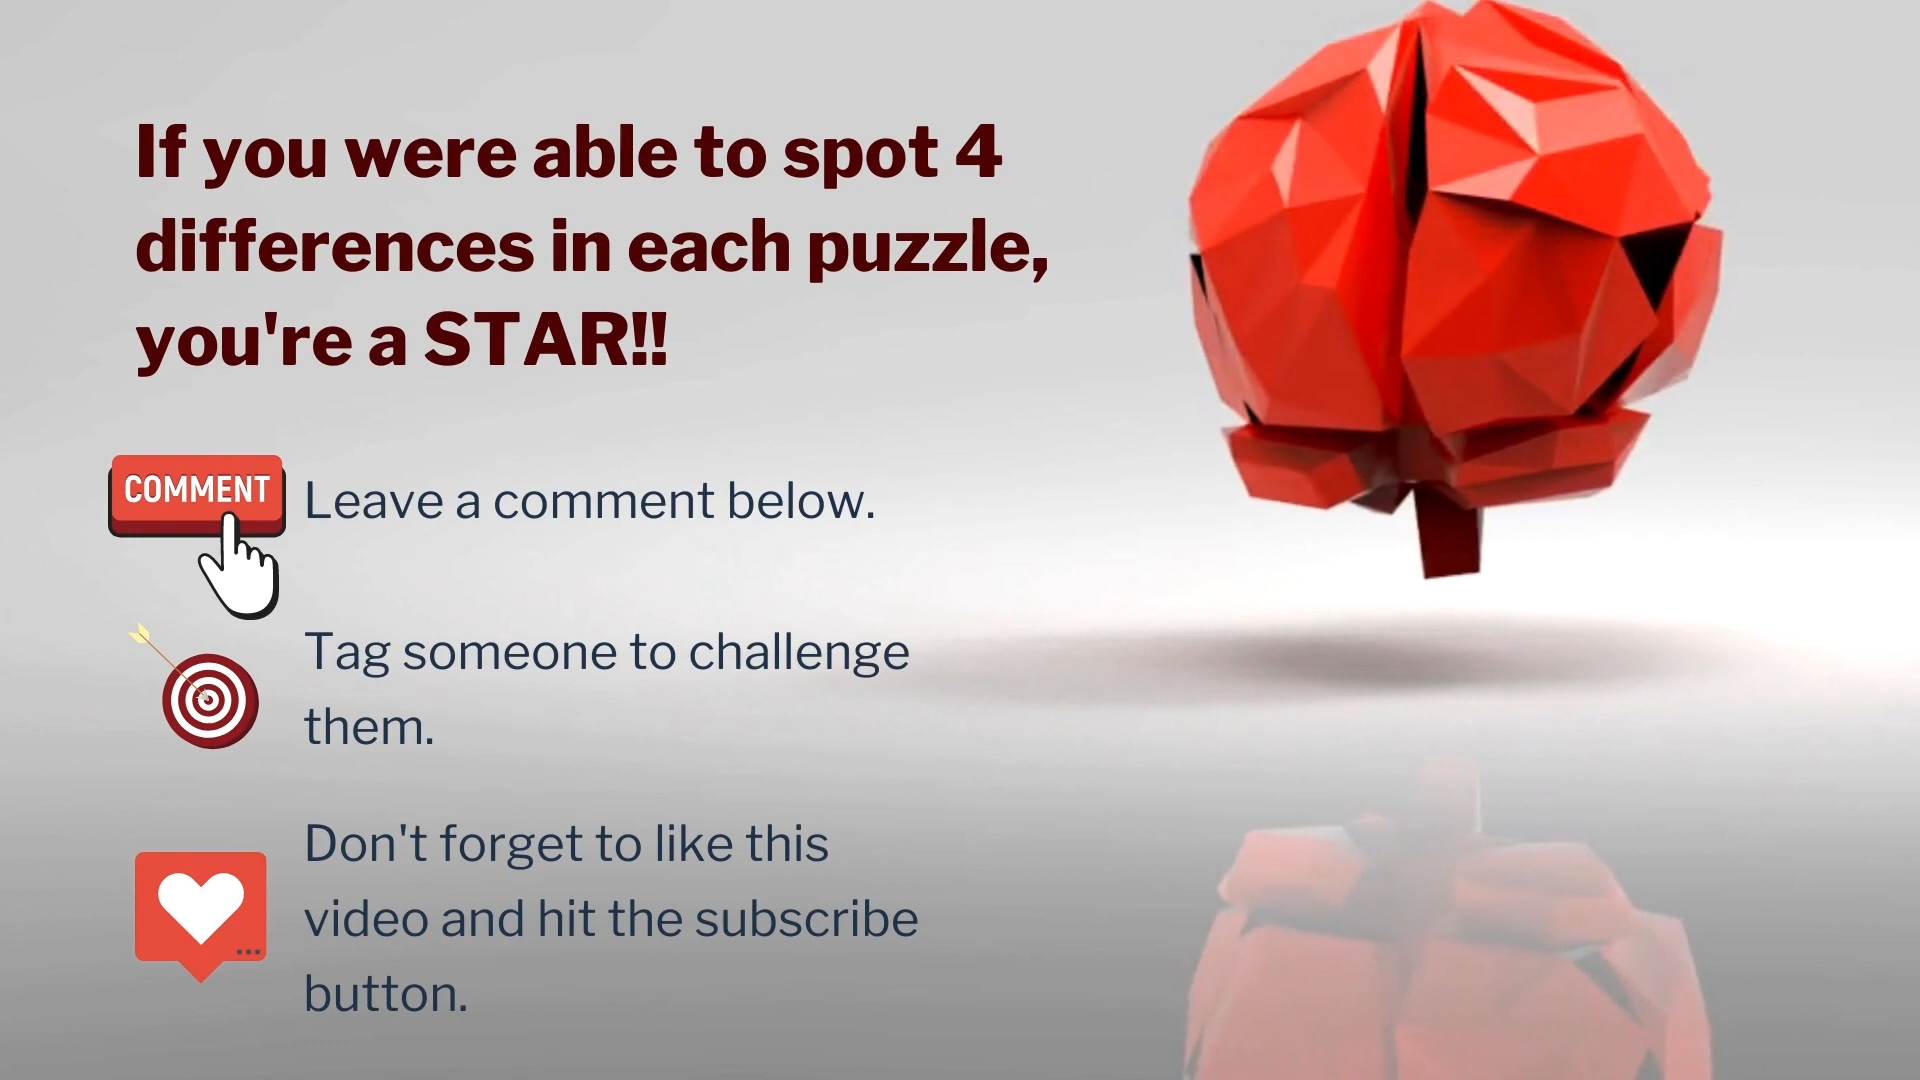 If you were able to spot 4
differences in each puzzle,
you're a STAR!!
COMMENT
Leave a comment below.
Tag someone to challenge
them.
Don't forget to like this
video and hit the subscribe
button.